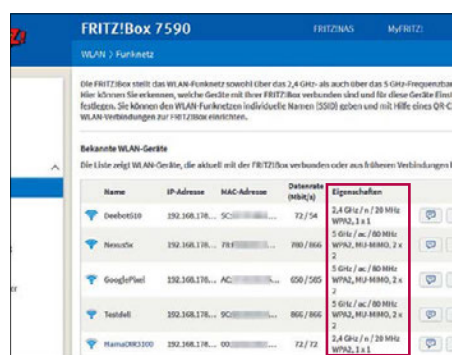 FRITZ!Box 7590
FRITZ!NAS MyFRITZ!
WLAN > Funknetz
Die FRITZ!Box stellt das WLAN-Funknetz sowohl über das 2,4 GHz- als auch über das 5 GHz-Frequenzban
Hier können Sie erkennen, welche Geräte mit Ihrer FRITZ!Box verbunden sind und für diese Geräte Einst
festlegen. Sie können den WLAN-Funknetzen individuelle Namen (SSID) geben und mit Hilfe eines QR-C
WLAN-Verbindungen zur FRITZ!Box einrichten.
Bekannte WLAN-Geräte
Die Liste zeigt WLAN-Geräte, die aktuell mit der FRITZ!Box verbunden oder aus früheren Verbindungen b
Name IP-Adresse MAC-Adresse Datenrate (Mbit/s) Eigenschaften
Deebot510 192.168.178... 5C: ... 72 / 54 2,4 GHz / n / 20 MHz
WPA2, 1 x 1
Nexus5x 192.168.178... 78: ... 780 / 866 5 GHz / ac / 80 MHz
WPA2, MU-MIMO, 2 x
2
GooglePixel 192.168.178... AC: ... 650 / 585 5 GHz / ac / 80 MHz
WPA2, MU-MIMO, 2 x
2
Testdell 192.168.178... 9C: ... 866 / 866 5 GHz / ac / 80 MHz
WPA2, MU-MIMO, 2 x
2
192.168.178... 00: ... 72 / 72 2,4 GHz / n / 20 MHz
WPA2, 1 x 1
er